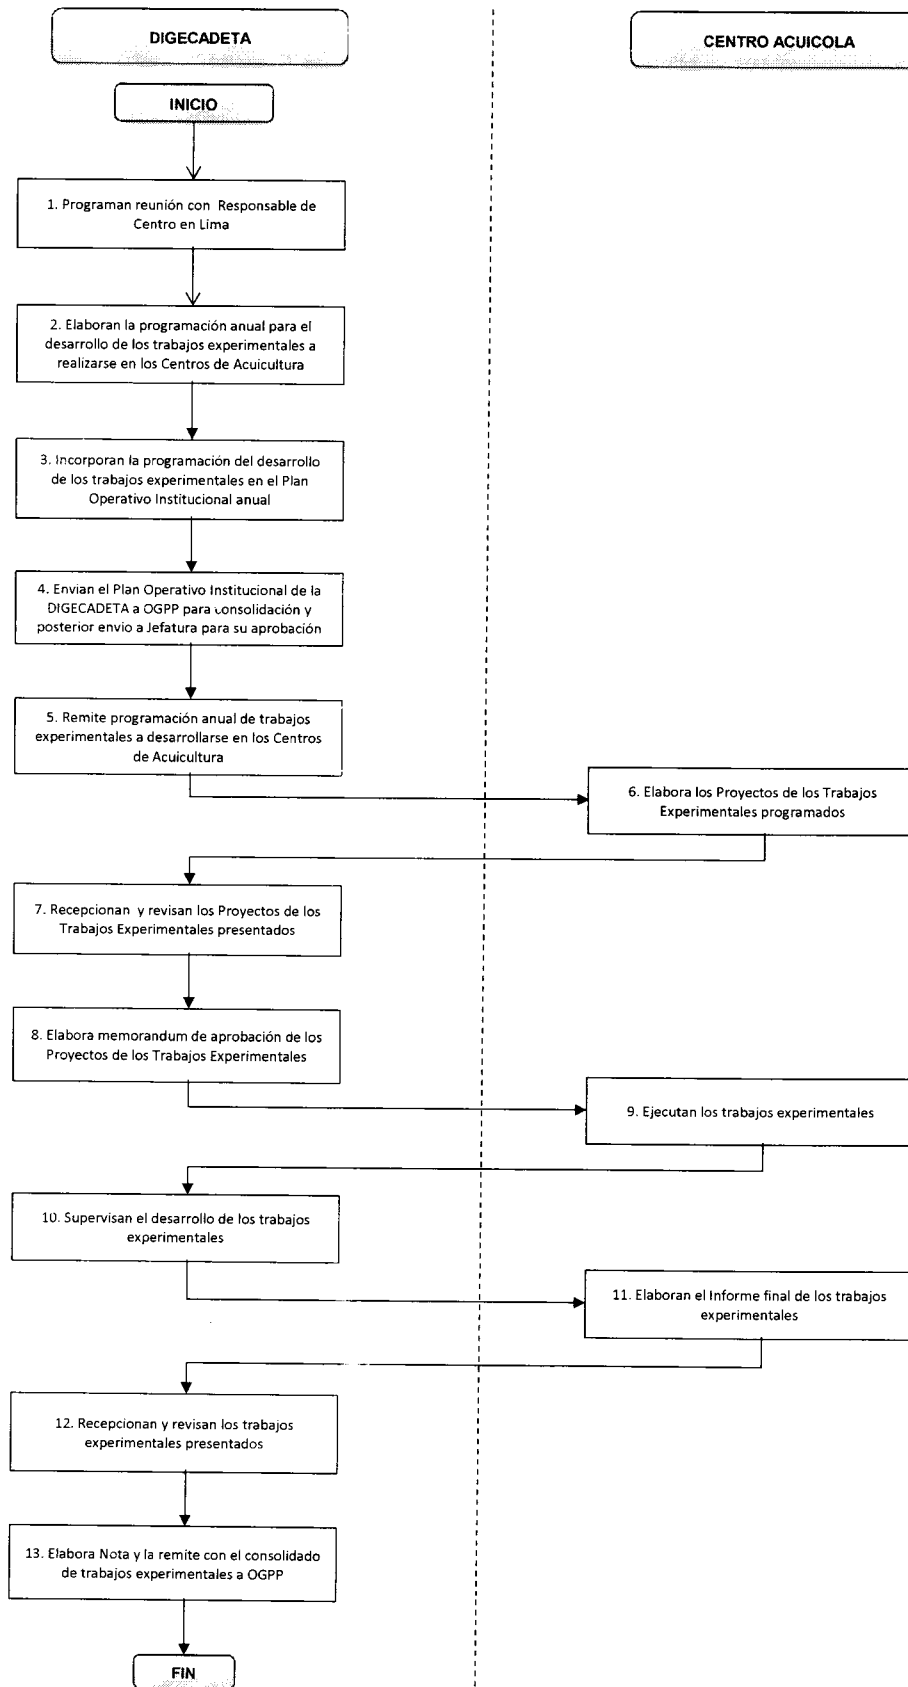 DIGECADETA
CENTRO ACUICOLA
INICIO
1. Programan reunión con Responsable de
Centro en Lima
2. Elaboran la programación anual para el
desarrollo de los trabajos experimentales a
realizarse en los Centros de Acuicultura
3. Incorporan la programación del desarrollo
de los trabajos experimentales en el Plan
Operativo Institucional anual
4. Envian el Plan Operativo Institucional de la
DIGECADETA a OGPP para consolidación y
posterior envio a Jefatura para su aprobación
5. Remite programación anual de trabajos
experimentales a desarrollarse en los Centros
de Acuicultura
6. Elabora los Proyectos de los Trabajos
Experimentales programados
7. Recepcionan y revisan los Proyectos de los
Trabajos Experimentales presentados
8. Elabora memorandum de aprobación de los
Proyectos de los Trabajos Experimentales
9. Ejecutan los trabajos experimentales
10. Supervisan el desarrollo de los trabajos
experimentales
11. Elaboran el Informe final de los trabajos
experimentales
12. Recepcionan y revisan los trabajos
experimentales presentados
13. Elabora Nota y la remite con el consolidado
de trabajos experimentales a OGPP
FIN